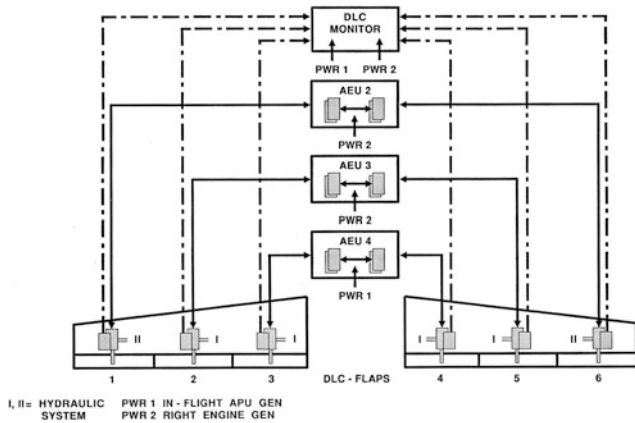 DLC
MONITOR
PWR 1 PWR 2
AEU 2
PWR 2
AEU 3
PWR 2
AEU 4
PWR 1
II I I I I II
1 2 3 DLC - FLAPS 4 5 6
I, II = HYDRAULIC PWR 1 IN - FLIGHT APU GEN
SYSTEM PWR 2 RIGHT ENGINE GEN